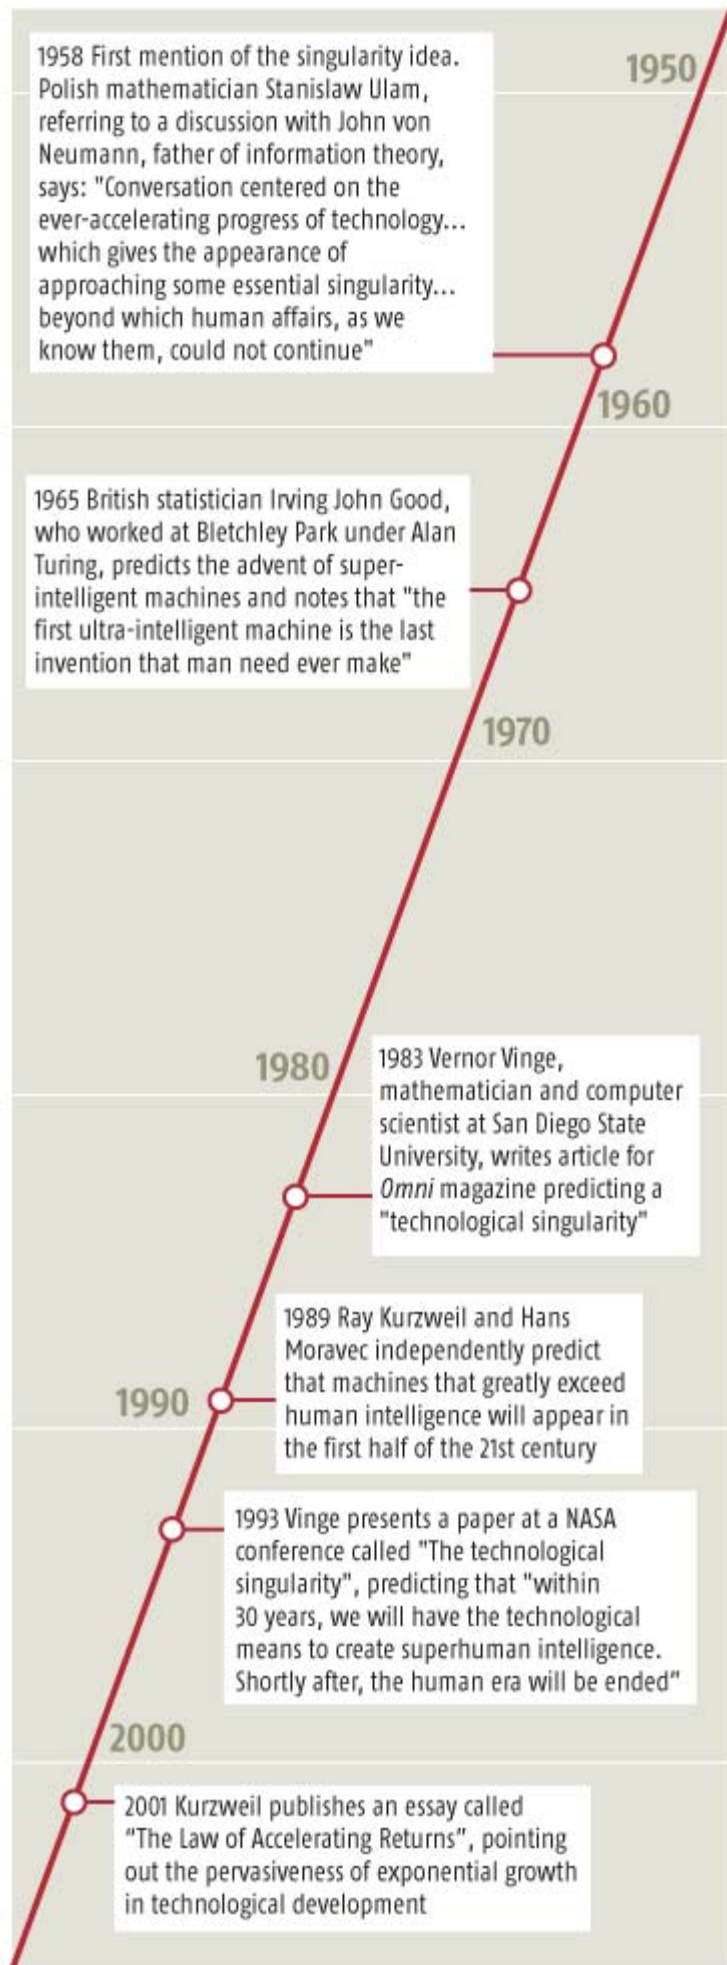 1950
1958 First mention of the singularity idea.
Polish mathematician Stanislaw Ulam,
referring to a discussion with John von
Neumann, father of information theory,
says: "Conversation centered on the
ever-accelerating progress of technology...
which gives the appearance of
approaching some essential singularity...
beyond which human affairs, as we
know them, could not continue"
1960
1965 British statistician Irving John Good,
who worked at Bletchley Park under Alan
Turing, predicts the advent of super-
intelligent machines and notes that "the
first ultra-intelligent machine is the last
invention that man need ever make"
1970
1980
1983 Vernor Vinge,
mathematician and computer
scientist at San Diego State
University, writes article for
Omni magazine predicting a
"technological singularity"
1989 Ray Kurzweil and Hans
Moravec independently predict
that machines that greatly exceed
human intelligence will appear in
the first half of the 21st century
1990
1993 Vinge presents a paper at a NASA
conference called "The technological
singularity", predicting that "within
30 years, we will have the technological
means to create superhuman intelligence.
Shortly after, the human era will be ended"
2000
2001 Kurzweil publishes an essay called
"The Law of Accelerating Returns", pointing
out the pervasiveness of exponential growth
in technological development